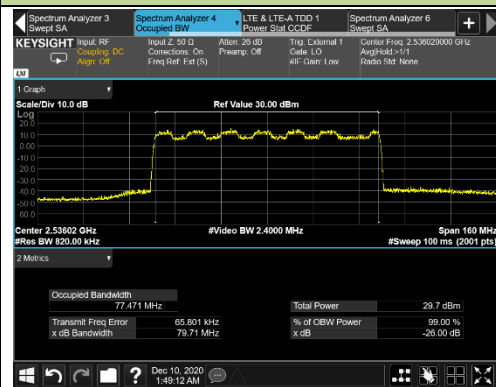 Spectrum Analyzer 3
Swept SA
Spectrum Analyzer 4
Occupied BW
LTE & LTE-A TDD 1
Power Stat CCDF
Spectrum Analyzer 6
Swept SA
KEYSIGHT
Input: RF
Coupling: DC
Align: Off
Input Z: 50 Ω
Corrections: On
Freq Ref: Ext (S)
Atten: 26 dB
Preamp: Off
Trig: External 1
Gate: LO
#IF Gain: Low
Center Freq: 2.536020000 GHz
Avg|Hold:>1/1
Radio Std: None
LXI
1 Graph
Scale/Div 10.0 dB
Ref Value 30.00 dBm
Log
20.0
10.0
0.00
-10.0
-20.0
-30.0
-40.0
-50.0
-60.0
Center 2.53602 GHz
#Video BW 2.4000 MHz
Span 160 MHz
#Res BW 820.00 kHz
#Sweep 100 ms (2001 pts)
2 Metrics
Occupied Bandwidth
77.471 MHz
Total Power
29.7 dBm
Transmit Freq Error
65.801 kHz
% of OBW Power
99.00 %
x dB Bandwidth
79.71 MHz
x dB
-26.00 dB
Dec 10, 2020
1:49:12 AM